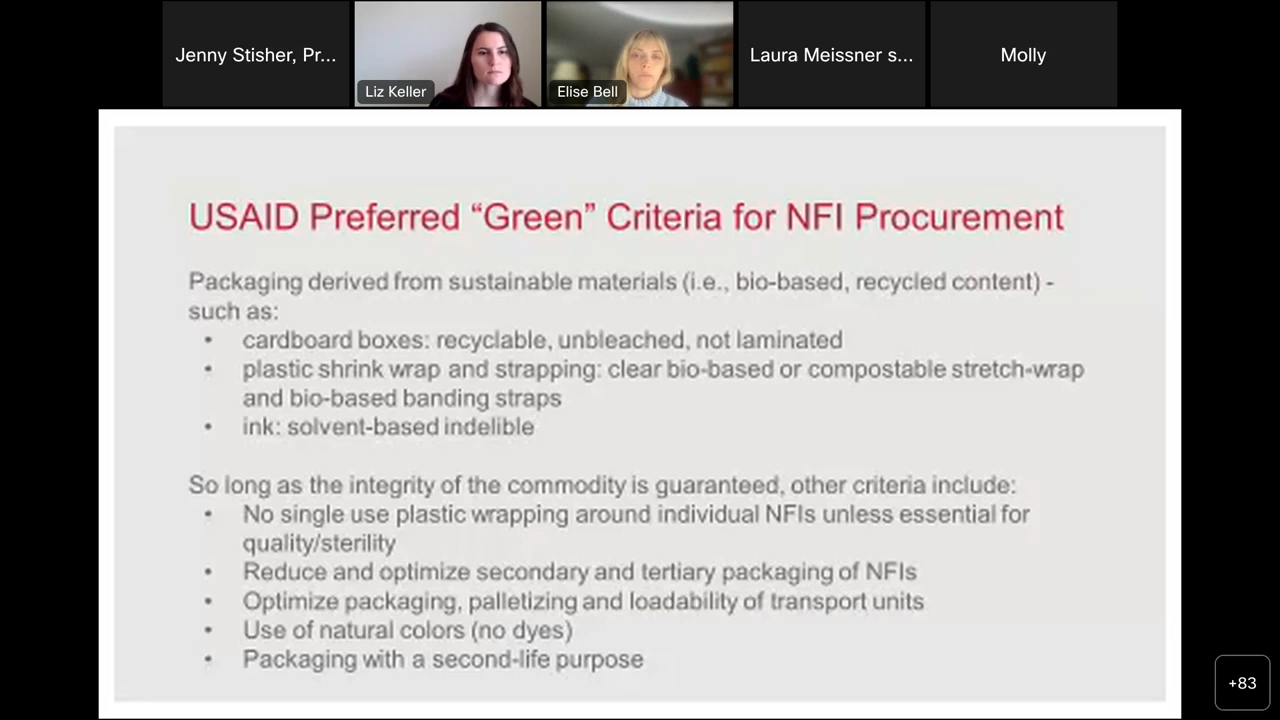 Jenny Stisher, Pr...
Liz Keller
Elise Bell
Laura Meissner s...
Molly
USAID Preferred “Green” Criteria for NFI Procurement
Packaging derived from sustainable materials (i.e., bio-based, recycled content) -
such as:
• cardboard boxes: recyclable, unbleached, not laminated
• plastic shrink wrap and strapping: clear bio-based or compostable stretch-wrap
and bio-based banding straps
• ink: solvent-based indelible
So long as the integrity of the commodity is guaranteed, other criteria include:
• No single use plastic wrapping around individual NFIs unless essential for
quality/sterility
• Reduce and optimize secondary and tertiary packaging of NFIs
• Optimize packaging, palletizing and loadability of transport units
• Use of natural colors (no dyes)
• Packaging with a second-life purpose
+83